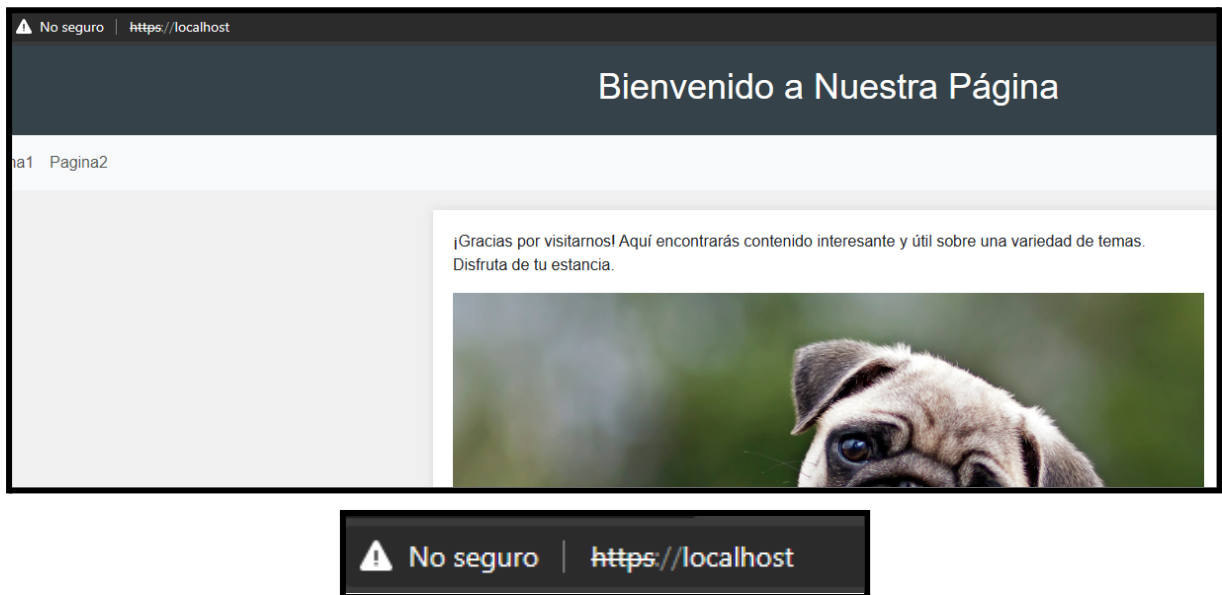 No seguro | https://localhost
Bienvenido a Nuestra Página
na1 Pagina2
¡Gracias por visitarnos! Aquí encontrarás contenido interesante y útil sobre una variedad de temas.
Disfruta de tu estancia.
No seguro | https://localhost